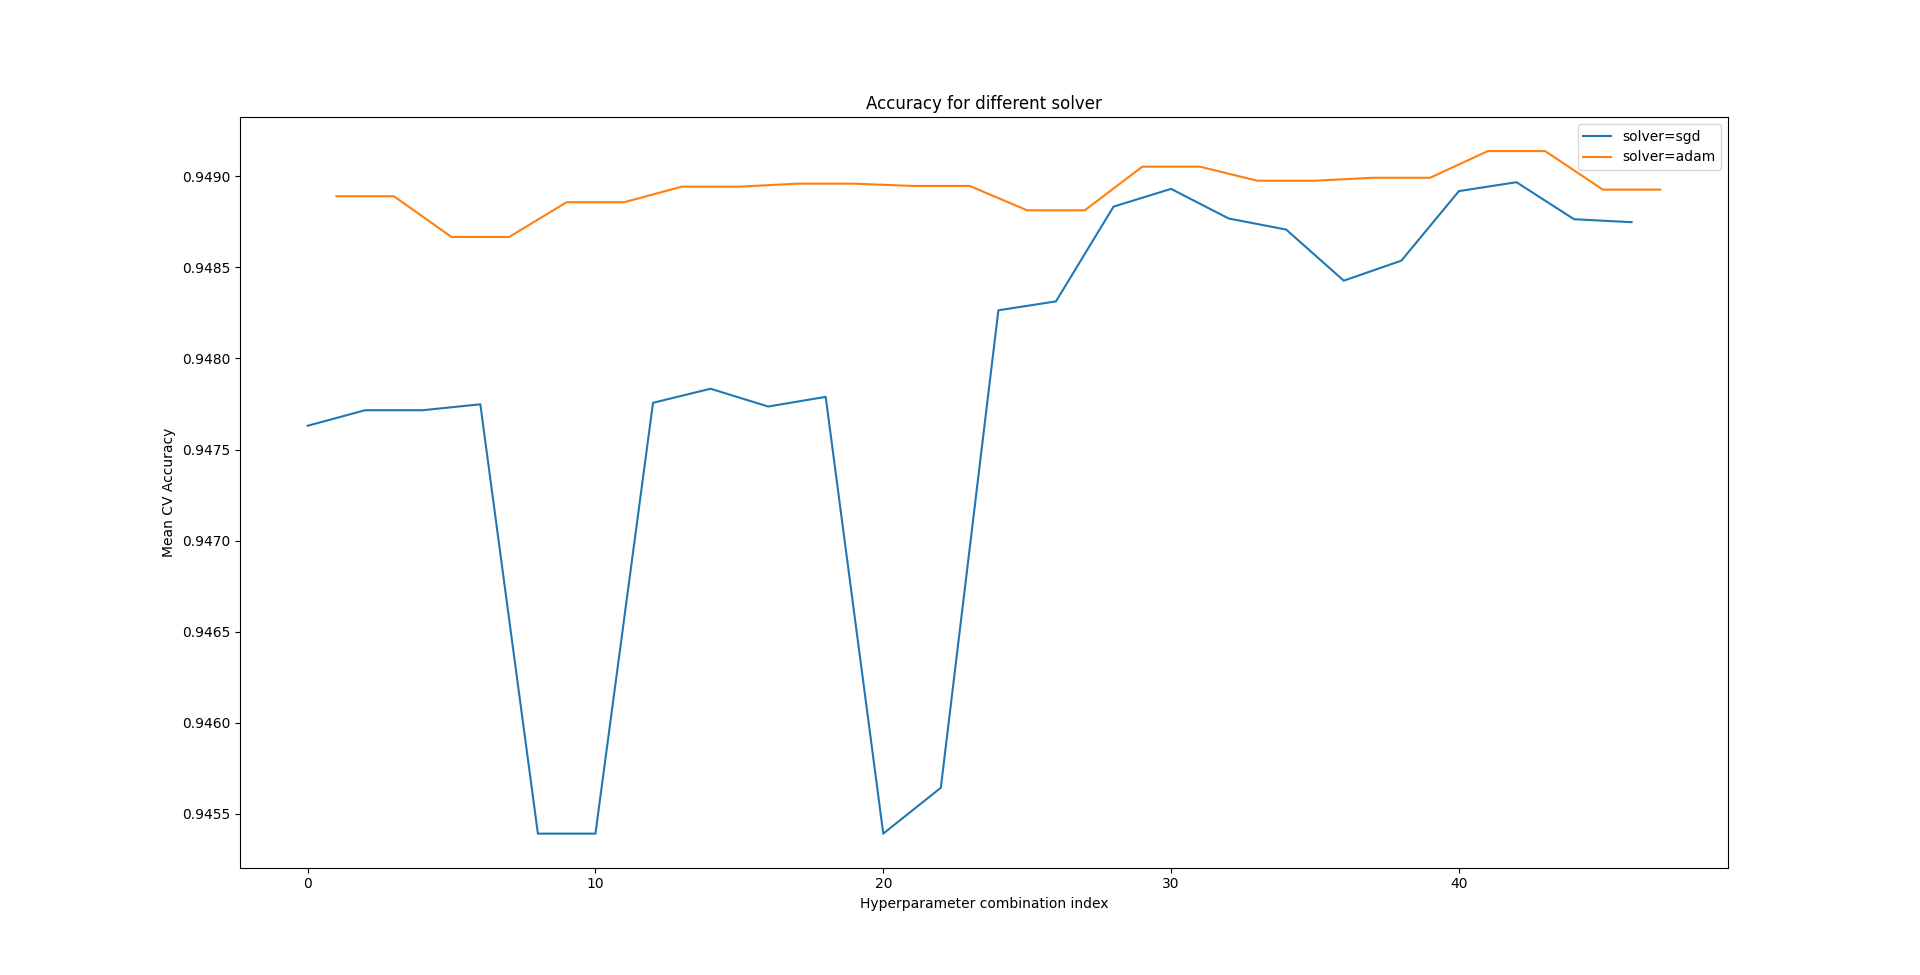 Accuracy for different solver
solver=sgd
solver=adam
0.9490
0.9485
0.9480
0.9475
0.9470
0.9465
0.9460
0.9455
Mean CV Accuracy
0 10 20 30 40
Hyperparameter combination index